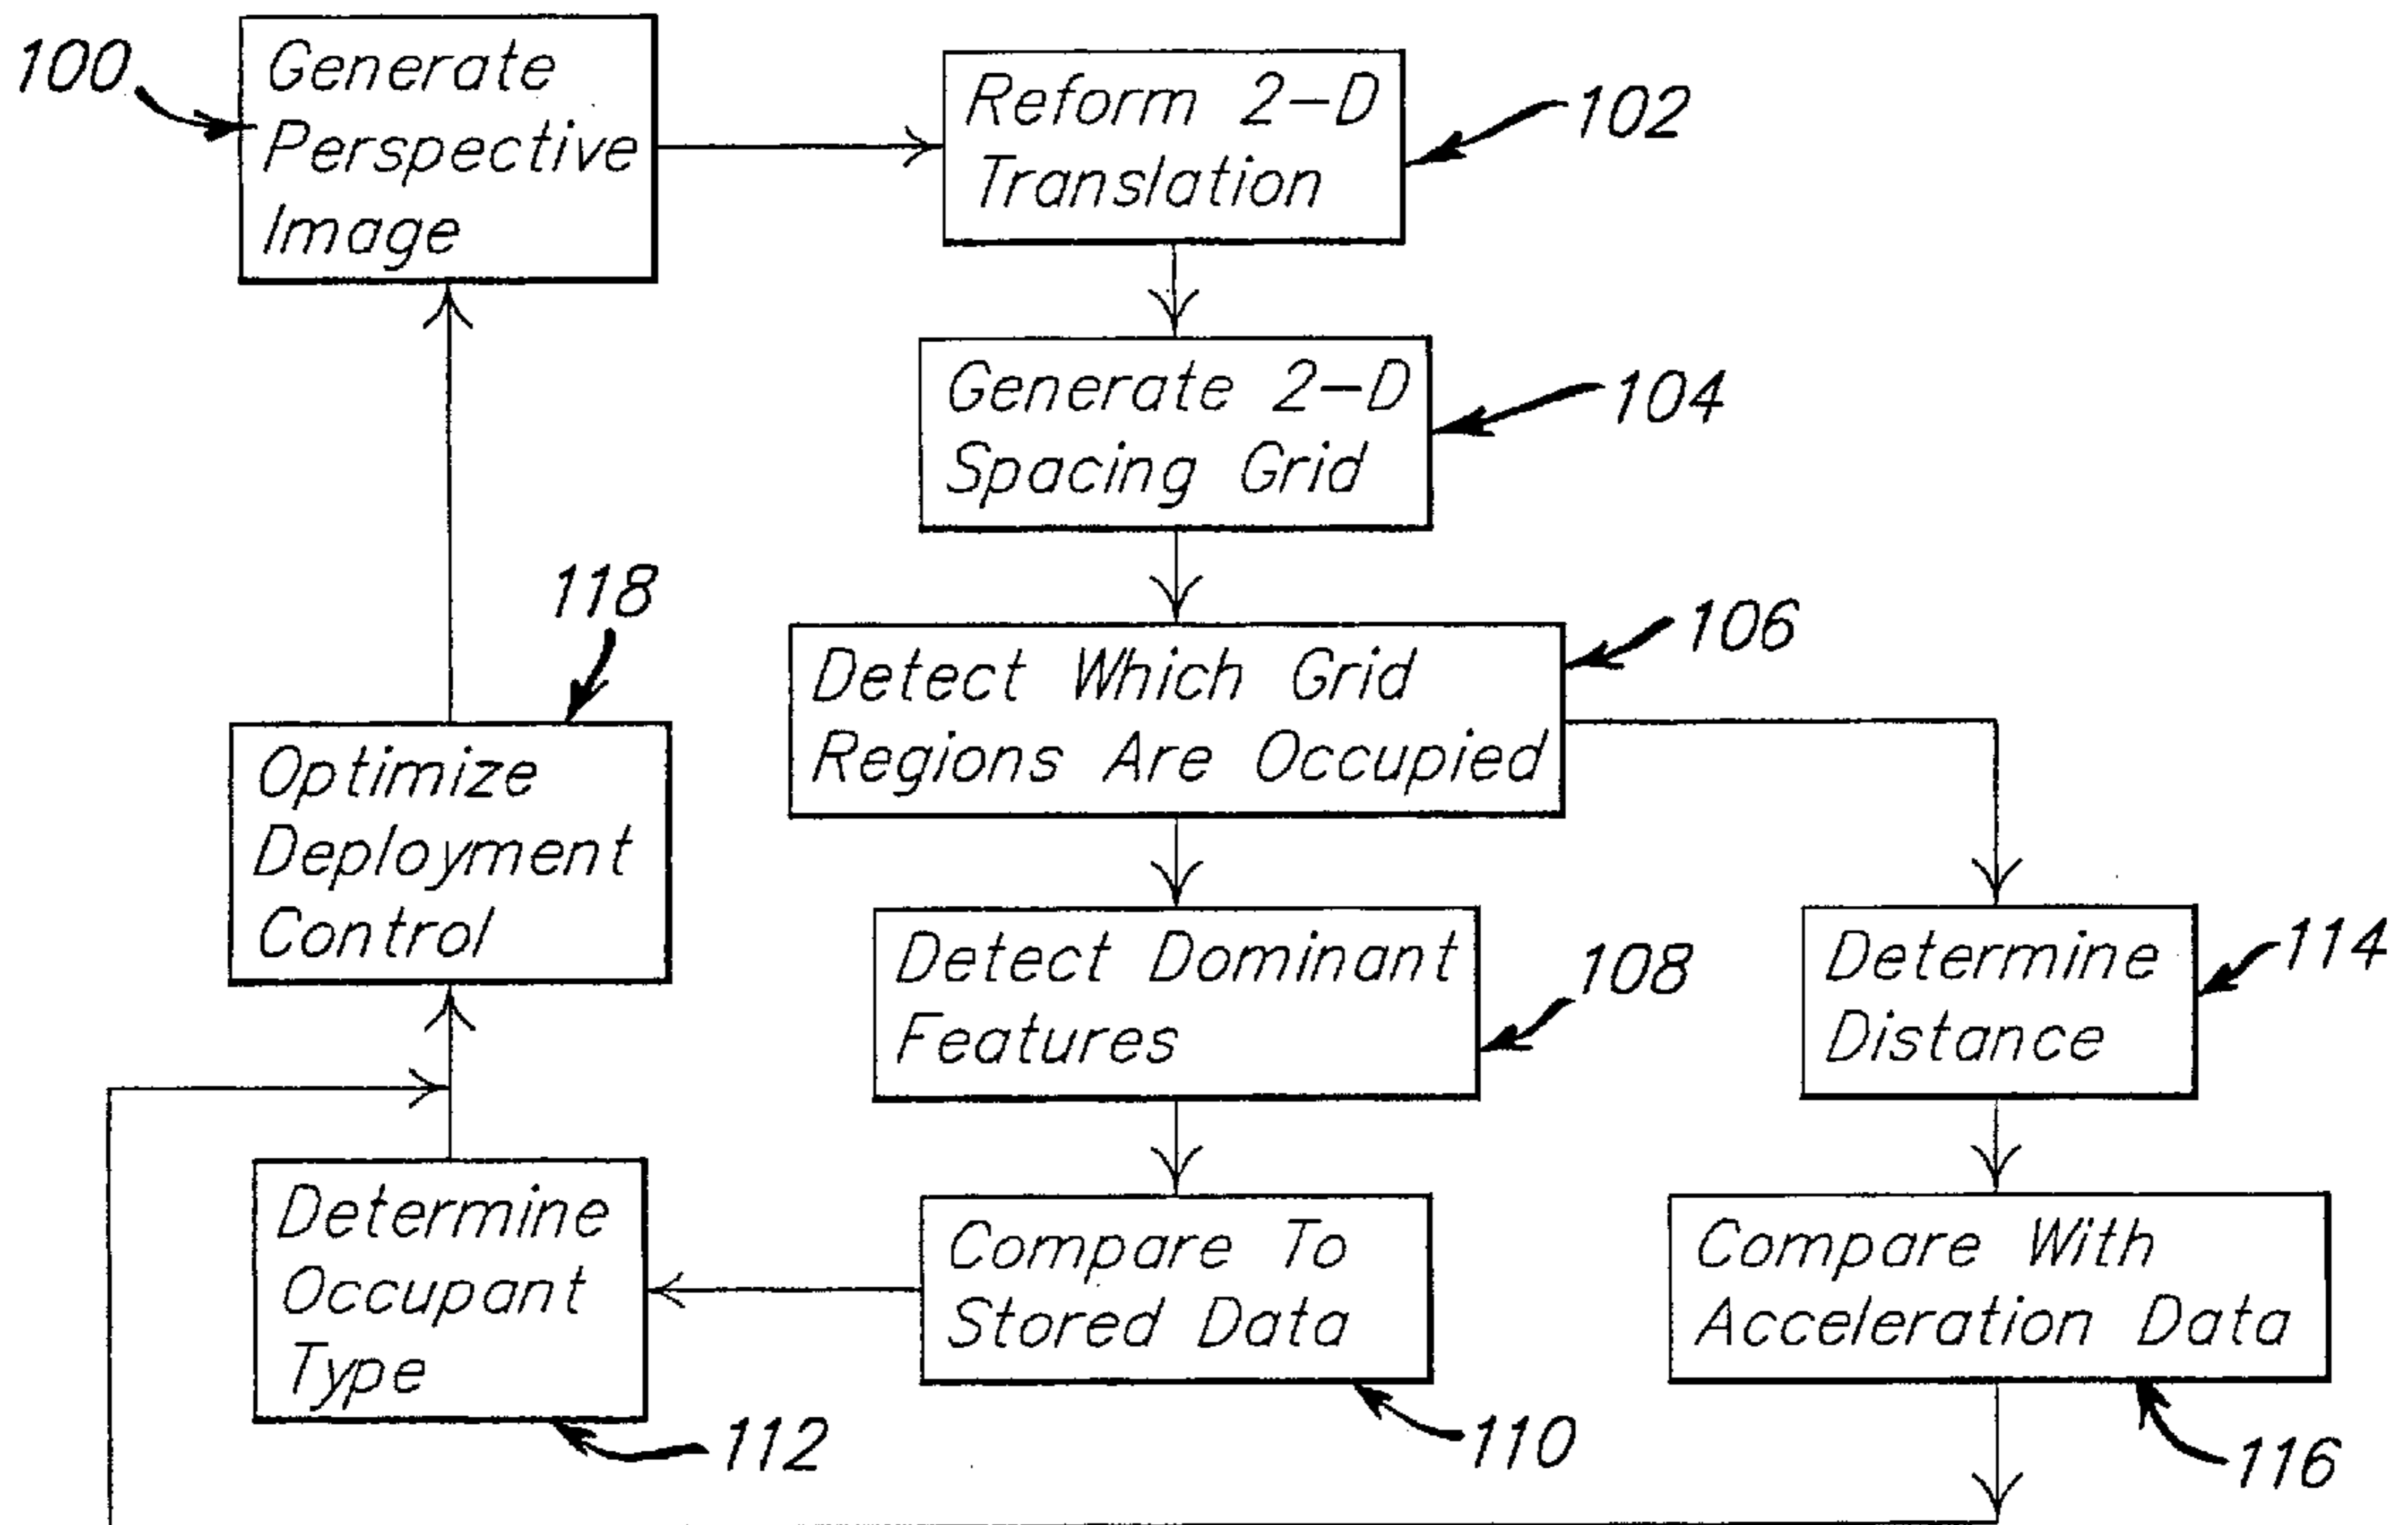 100
Generate
Perspective
Image
Reform 2-D
Translation
102
Generate 2-D
Spacing Grid
104
118
Optimize
Deployment
Control
Detect Which Grid
Regions Are Occupied
106
Detect Dominant
Features
108
Determine
Distance
114
Determine
Occupant
Type
112
Compare To
Stored Data
110
Compare With
Acceleration Data
116